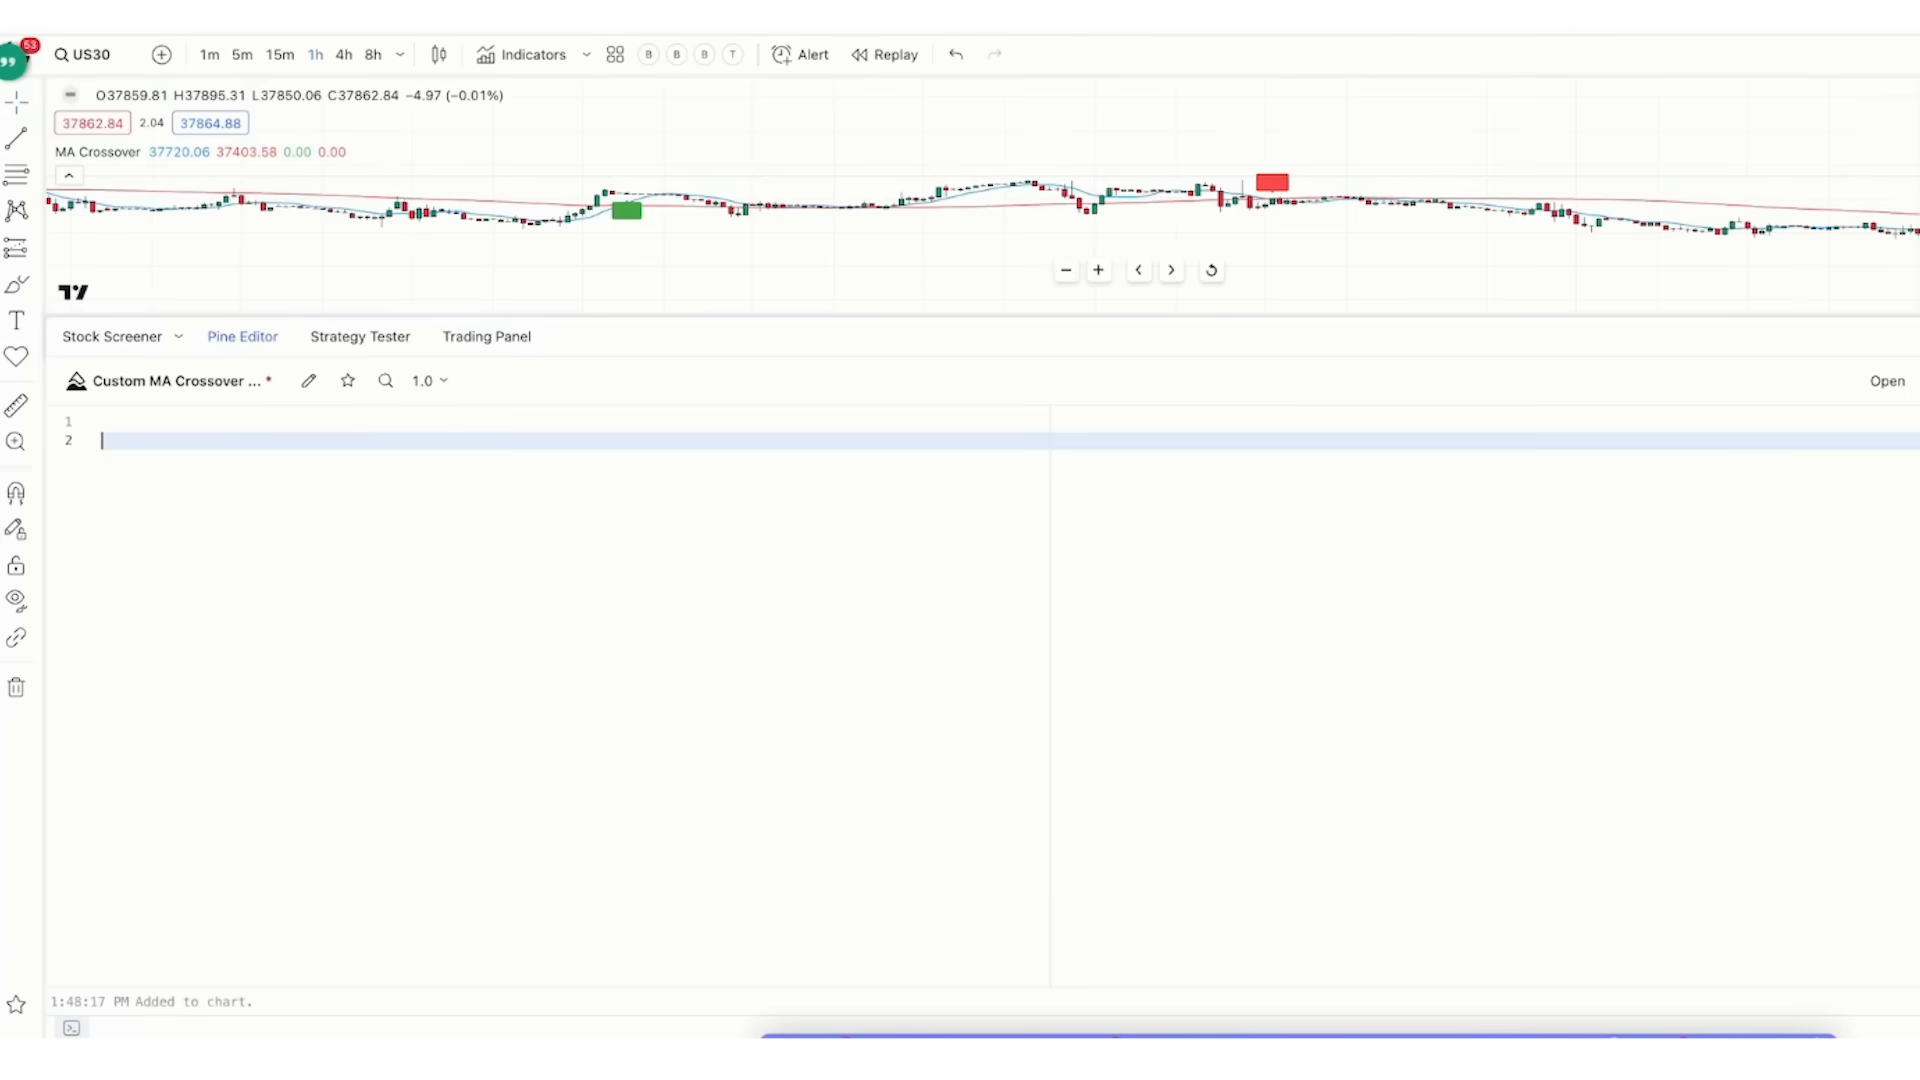 53
US30 1m 5m 15m 1h 4h 8h Indicators B B B T Alert Replay
O37859.81 H37895.31 L37850.06 C37862.84 −4.97 (−0.01%)
37862.84 2.04 37864.88
MA Crossover 37720.06 37403.58 0.00 0.00
Stock Screener Pine Editor Strategy Tester Trading Panel
Custom MA Crossover ... * 1.0 Open
1
2
1:48:17 PM Added to chart.